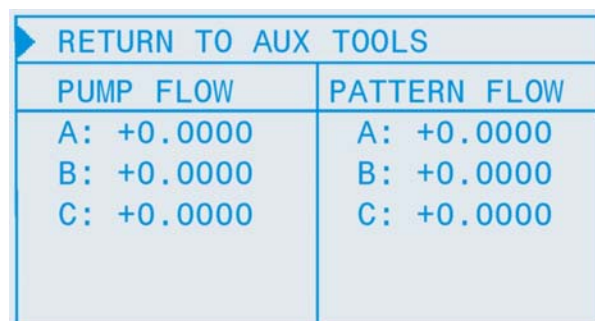 RETURN TO AUX TOOLS
PUMP FLOW PATTERN FLOW
A: +0.0000 A: +0.0000
B: +0.0000 B: +0.0000
C: +0.0000 C: +0.0000